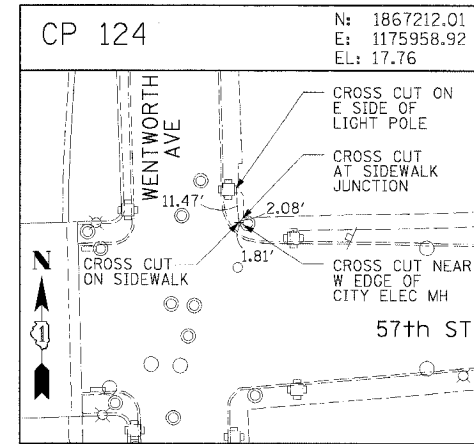 CP 124
N: 1867212.01
E: 1175958.92
EL: 17.76
WENTWORTH
AVE
CROSS CUT ON
E SIDE OF
LIGHT POLE
CROSS CUT
AT SIDEWALK
JUNCTION
11.47'
2.08'
1.81'
CROSS CUT
ON SIDEWALK
CROSS CUT NEAR
W EDGE OF
CITY ELEC MH
N
57th ST